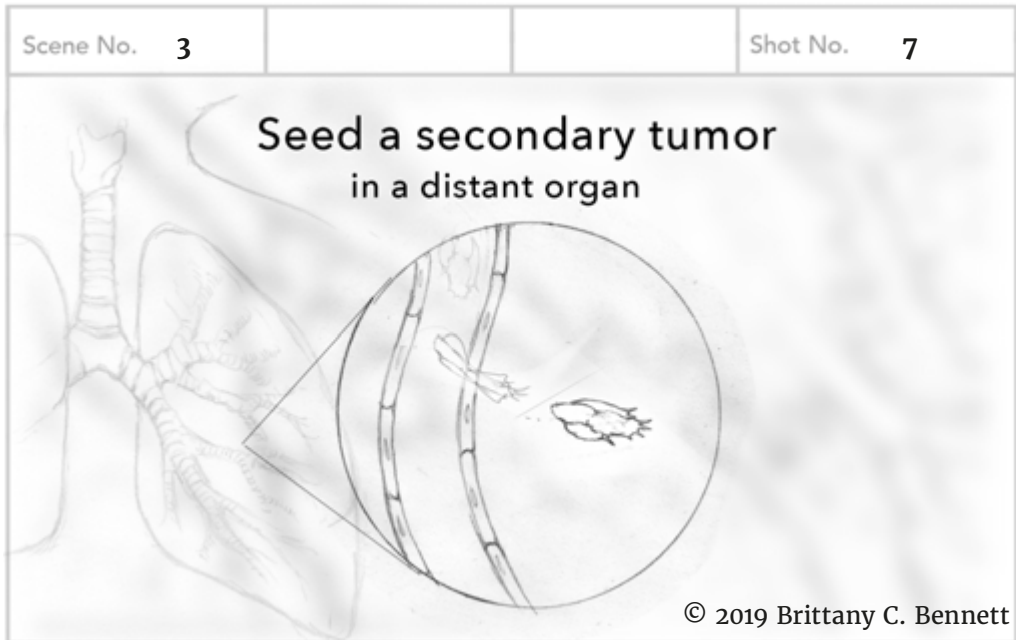 Scene No. 3 Shot No. 7
Seed a secondary tumor
in a distant organ
© 2019 Brittany C. Bennett